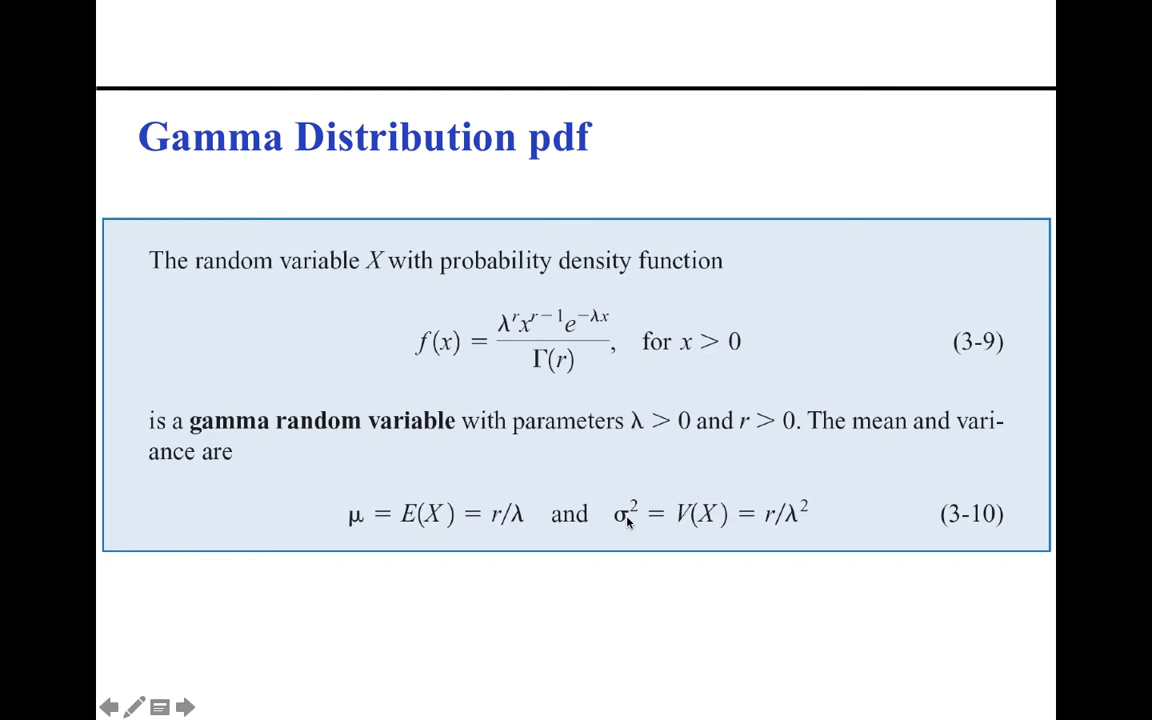 Gamma Distribution pdf
The random variable X with probability density function
f(x) = λ^r x^{r−1} e^{−λx} / Γ(r), for x > 0 (3-9)
is a gamma random variable with parameters λ > 0 and r > 0. The mean and vari-
ance are
μ = E(X) = r/λ and σ² = V(X) = r/λ² (3-10)